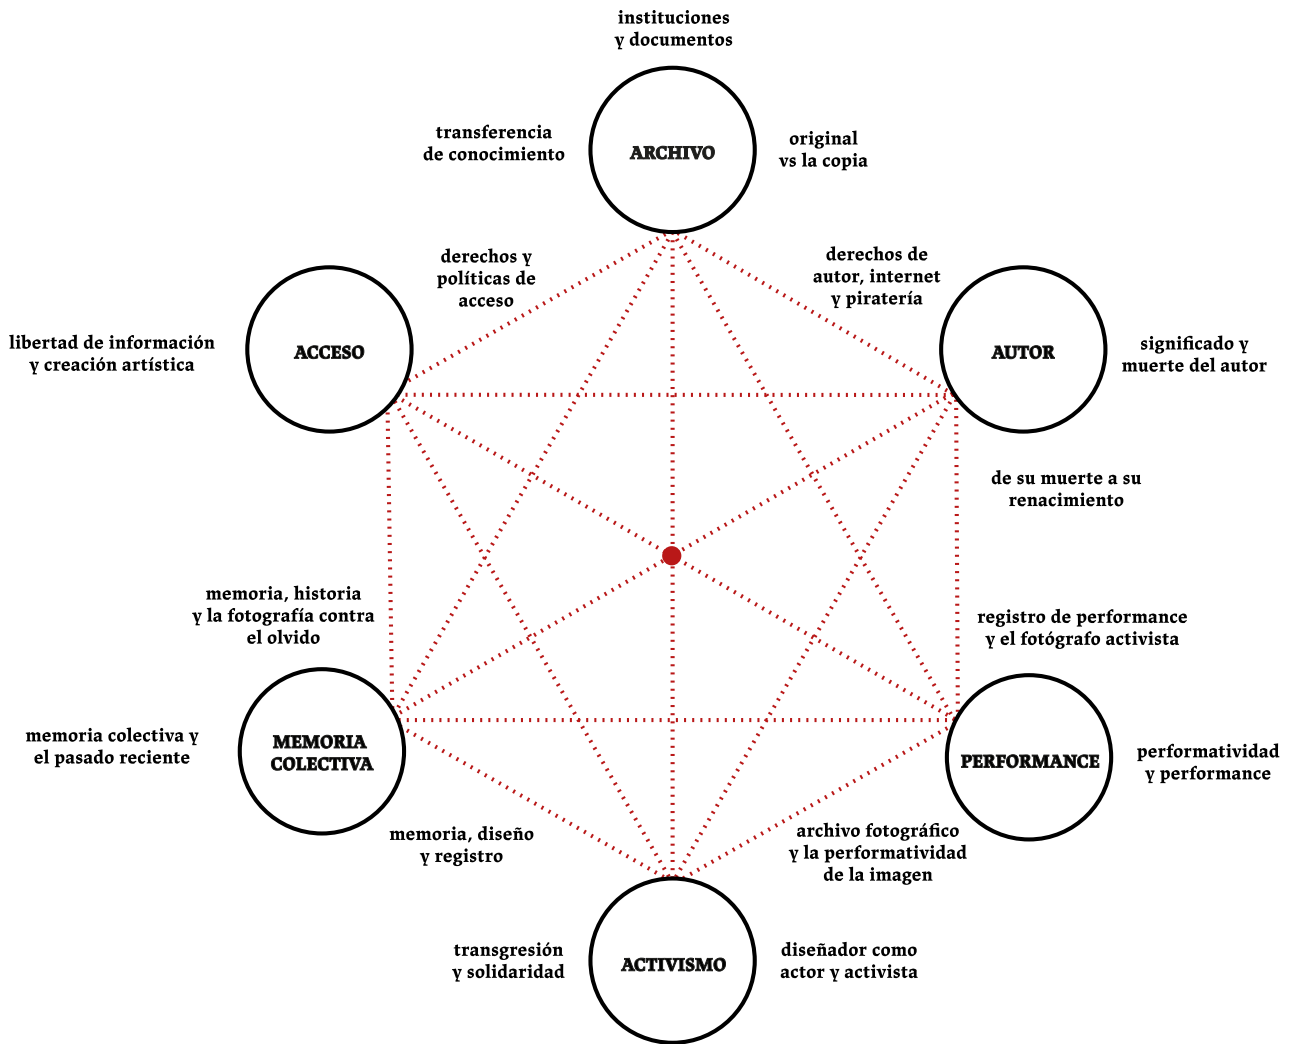 instituciones
y documentos
transferencia
de conocimiento
ARCHIVO
original
vs la copia
derechos y
políticas de
acceso
derechos de
autor, internet
y piratería
libertad de información
y creación artística
ACCESO
AUTOR
significado y
muerte del autor
de su muerte a su
renacimiento
memoria, historia
y la fotografía contra
el olvido
registro de performance
y el fotógrafo activista
memoria colectiva y
el pasado reciente
MEMORIA
COLECTIVA
PERFORMANCE
performatividad
y performance
memoria, diseño
y registro
archivo fotográfico
y la performatividad
de la imagen
transgresión
y solidaridad
ACTIVISMO
diseñador como
actor y activista